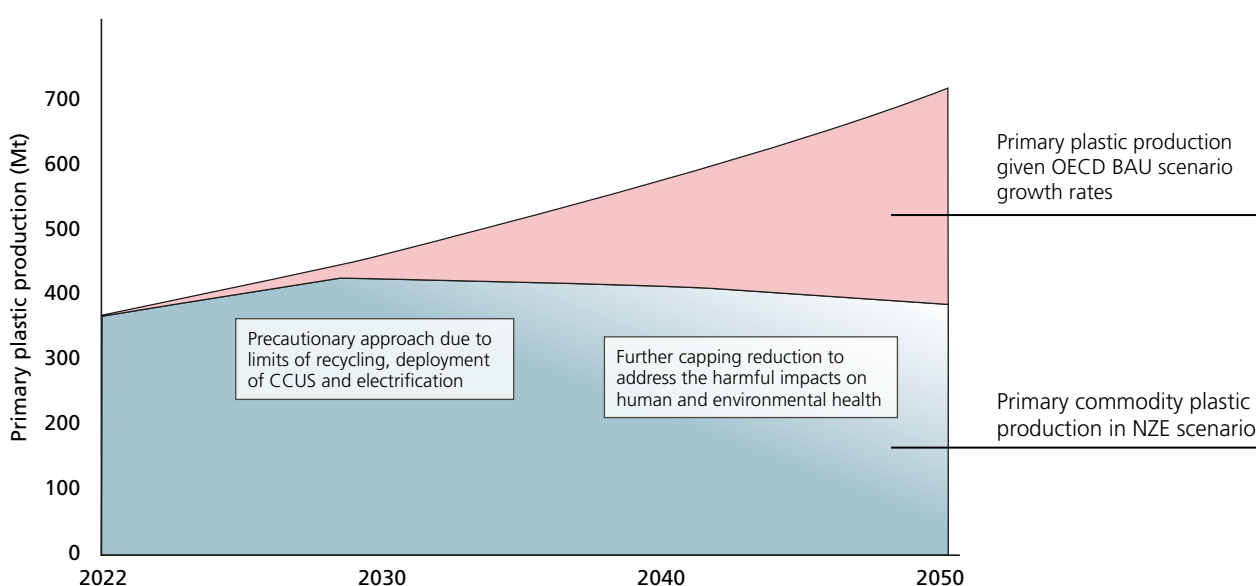 Primary plastic production (Mt)
700
600
500
400
300
200
100
0
2022
2030
2040
2050
Precautionary approach due to
limits of recycling, deployment
of CCUS and electrification
Further capping reduction to
address the harmful impacts on
human and environmental health
Primary plastic production
given OECD BAU scenario
growth rates
Primary commodity plastic
production in NZE scenario